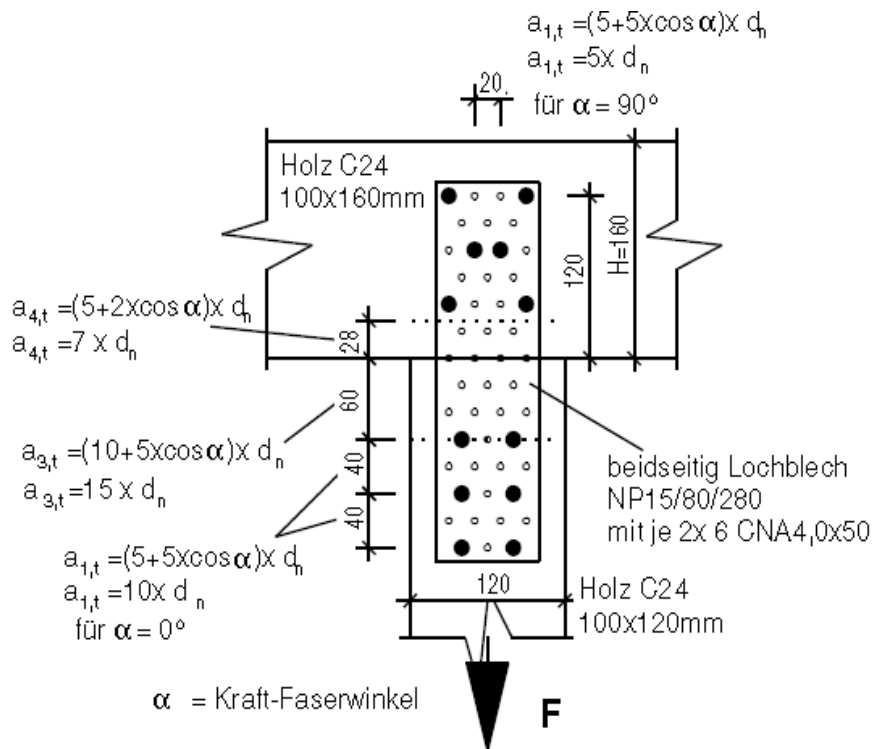 a1,t =(5+5xcos α)x dn
a1,t =5x dn
für α = 90º
20
Holz C24
100x160mm
H=160
120
a4,t =(5+2xcos α)x dn
a4,t =7 x dn
28
60
a3,t =(10+5xcos α)x dn
a3,t =15 x dn
40
40
beidseitig Lochblech
NP15/80/280
mit je 2x 6 CNA4,0x50
a1,t =(5+5xcos α)x dn
a1,t =10x dn
für α = 0º
120
Holz C24
100x120mm
α = Kraft-Faserwinkel
F